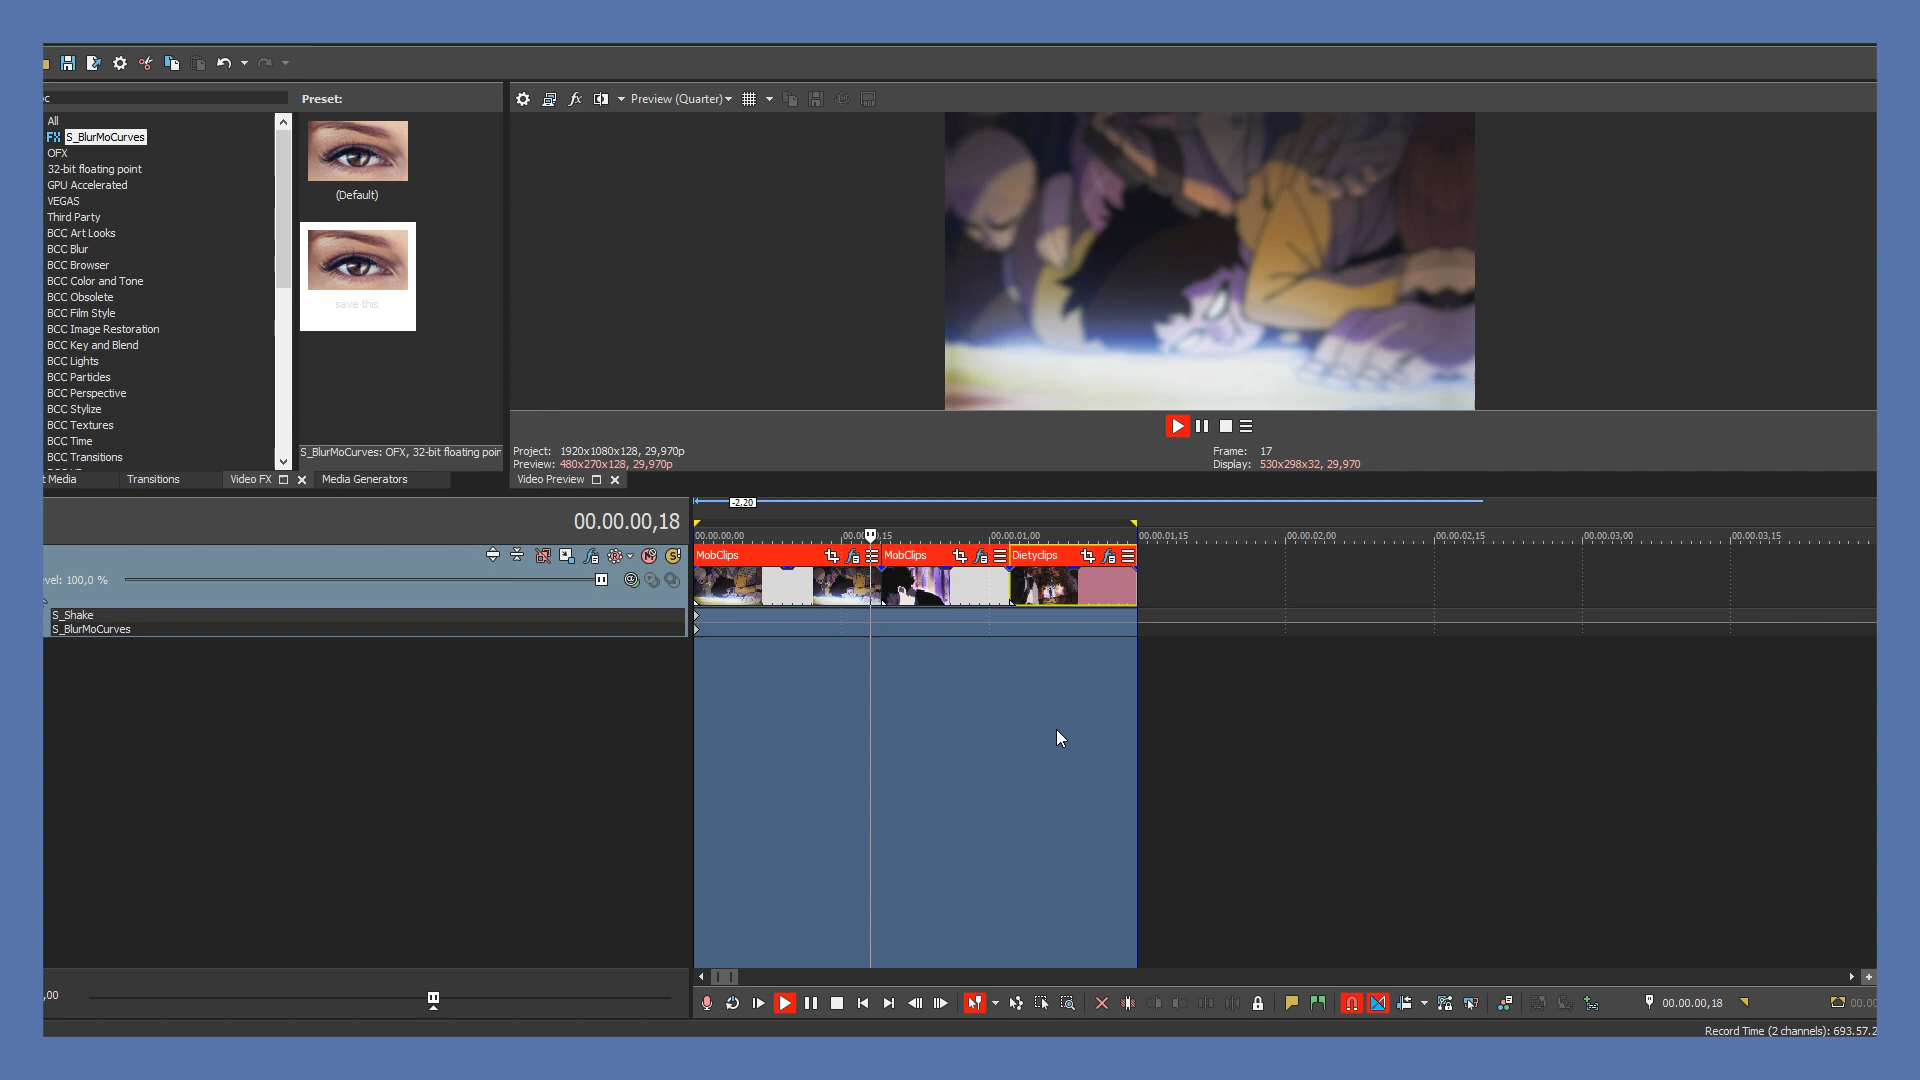 Preset:
Preview (Quarter)
All
FX S_BlurMoCurves
OFX
32-bit floating point
GPU Accelerated
VEGAS
Third Party
BCC Art Looks
BCC Blur
BCC Browser
BCC Color and Tone
BCC Obsolete
BCC Film Style
BCC Image Restoration
BCC Key and Blend
BCC Lights
BCC Particles
BCC Perspective
BCC Stylize
BCC Textures
BCC Time
BCC Transitions
(Default)
save this
S_BlurMoCurves: OFX, 32-bit floating poin
Project: 1920x1080x128, 29,970p
Preview: 480x270x128, 29,970p
Frame: 17
Display: 530x298x32, 29,970
t Media
Transitions
Video FX
Media Generators
Video Preview
-2,20
00.00.00,18
00.00.00,00
00.00.01,00
00.00.01,15
00.00.02,00
00.00.02,15
00.00.03,00
00.00.03,15
MobClips
MobClips
Dietyclips
vel: 100,0 %
S_Shake
S_BlurMoCurves
,00
00.00.00,18
Record Time (2 channels): 693.57.2